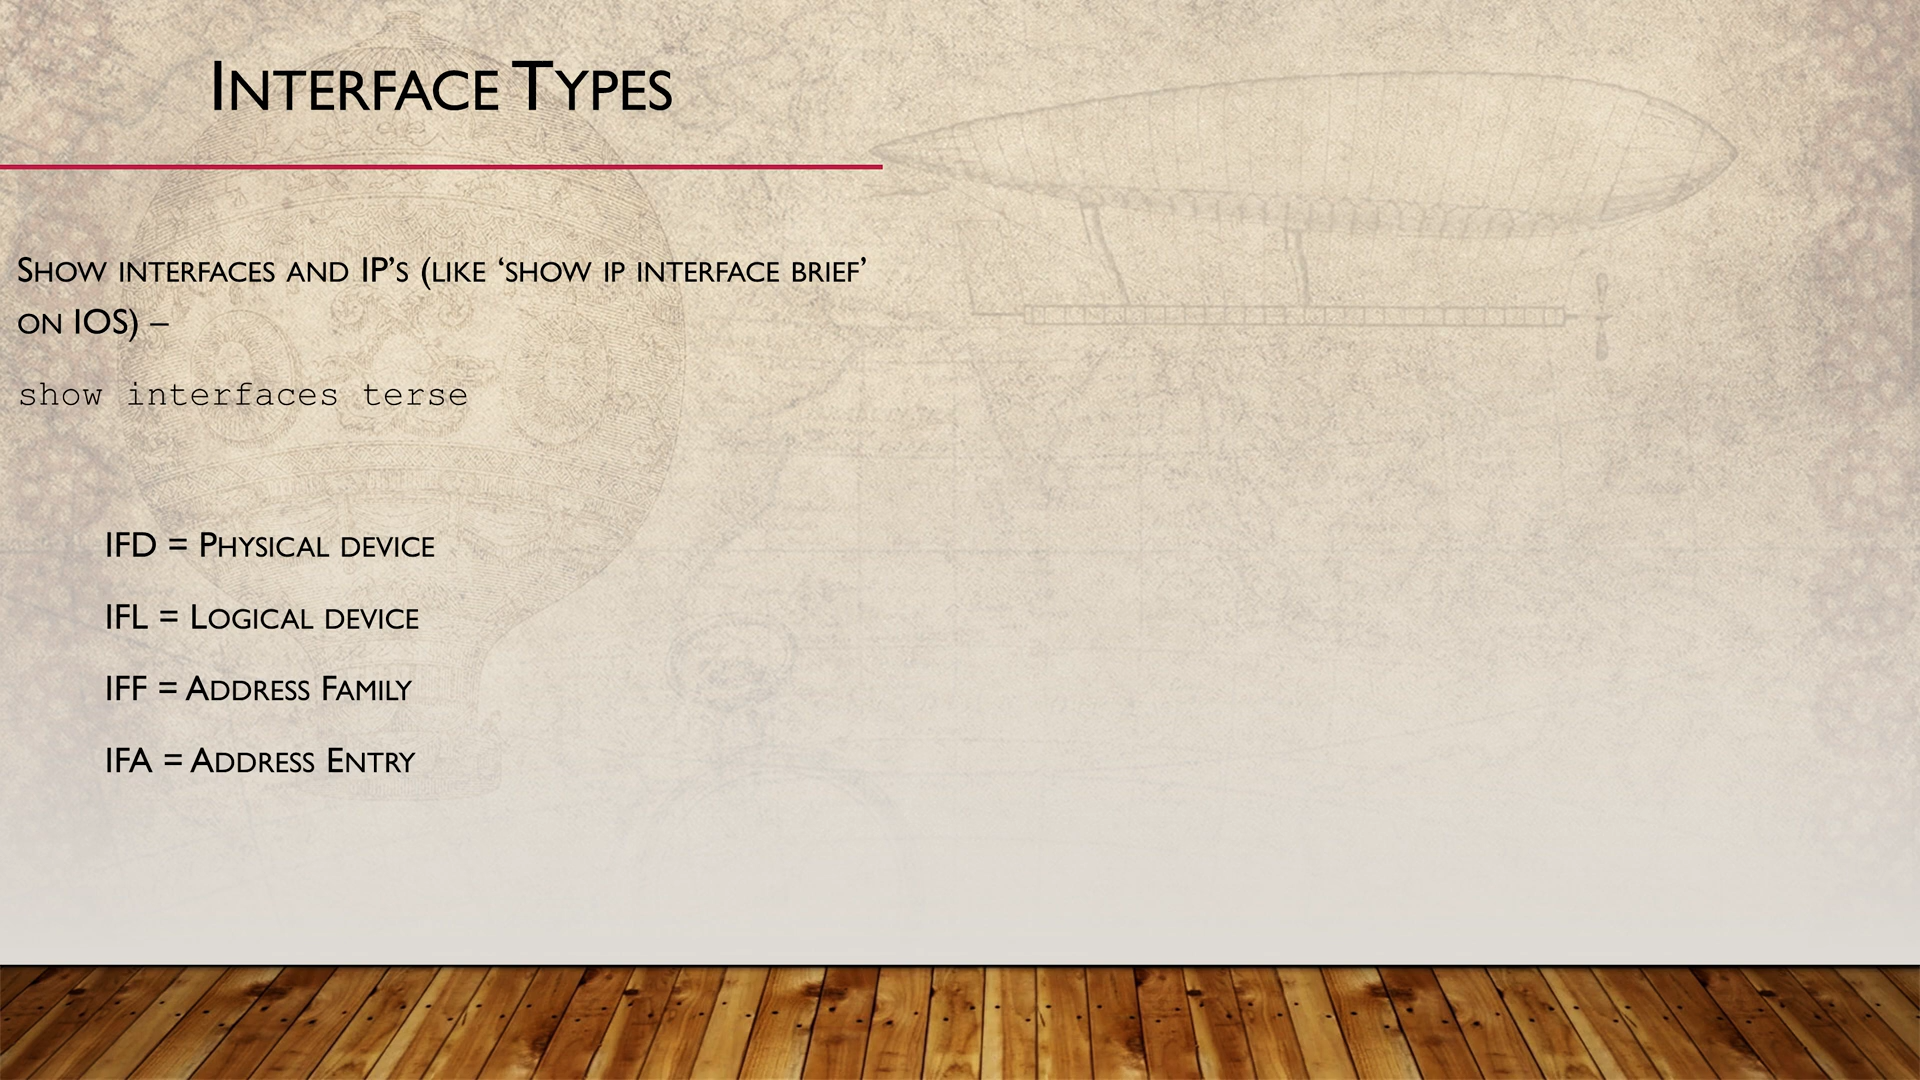 Interface Types
Show interfaces and IP’s (like ‘show ip interface brief’
on IOS) –
show interfaces terse
IFD = Physical device
IFL = Logical device
IFF = Address Family
IFA = Address Entry